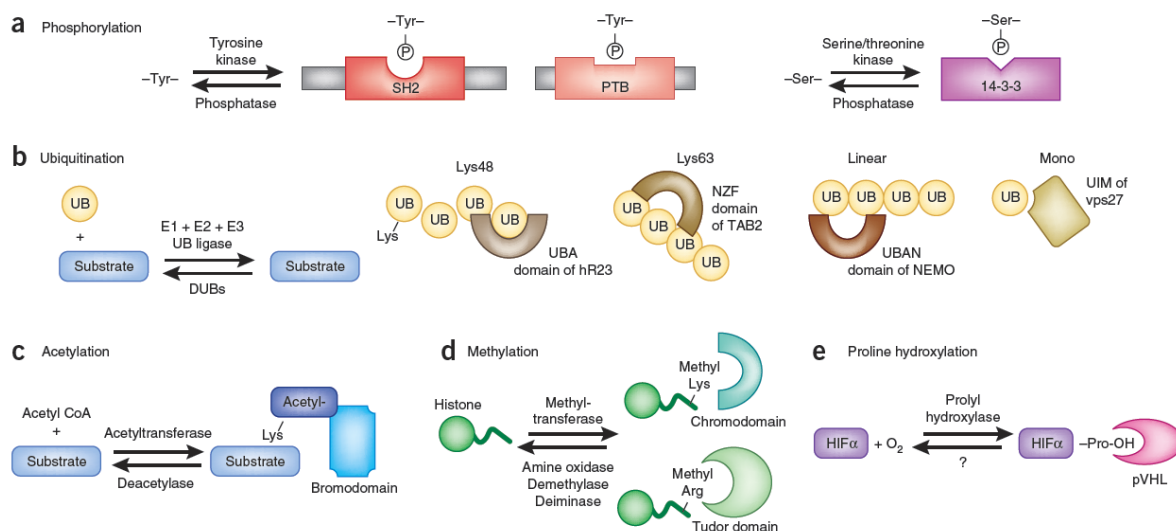 a Phosphorylation
–Tyr–
Tyrosine
kinase
Phosphatase
–Tyr–
P
SH2
–Tyr–
P
PTB
–Ser–
Serine/threonine
kinase
Phosphatase
–Ser–
P
14-3-3
b Ubiquitination
UB
+
Substrate
E1 + E2 + E3
UB ligase
DUBs
Substrate
Lys48
UB
UB
UB
UB
Lys
UBA
domain of hR23
Lys63
UB
UB
UB
UB
NZF
domain
of TAB2
Linear
UB
UB
UB
UB
UBAN
domain of NEMO
Mono
UB
UIM of
vps27
c Acetylation
Acetyl CoA
+
Substrate
Acetyltransferase
Deacetylase
Acetyl-
Lys
Substrate
Bromodomain
d Methylation
Histone
Methyl-
transferase
Amine oxidase
Demethylase
Deiminase
Methyl
Lys
Chromodomain
Methyl
Arg
Tudor domain
e Proline hydroxylation
HIFα + O2
Prolyl
hydroxylase
?
HIFα –Pro-OH
pVHL